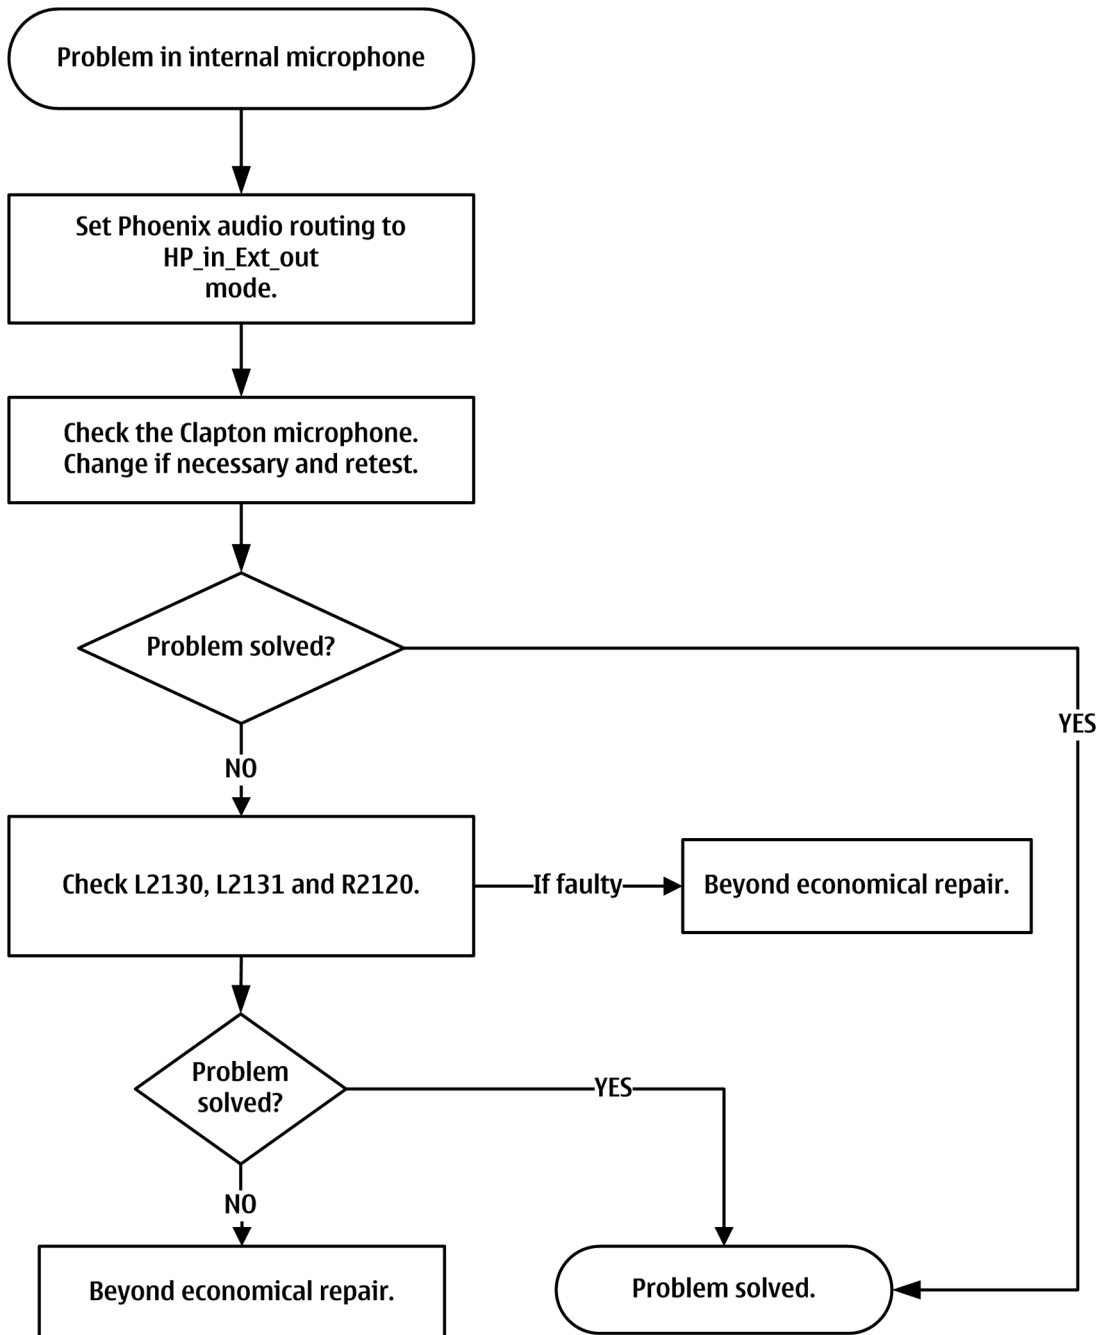 Problem in internal microphone
Set Phoenix audio routing to
HP_in_Ext_out
mode.
Check the Clapton microphone.
Change if necessary and retest.
Problem solved?
YES
NO
Check L2130, L2131 and R2120.
If faulty
Beyond economical repair.
Problem
solved?
YES
NO
Beyond economical repair.
Problem solved.